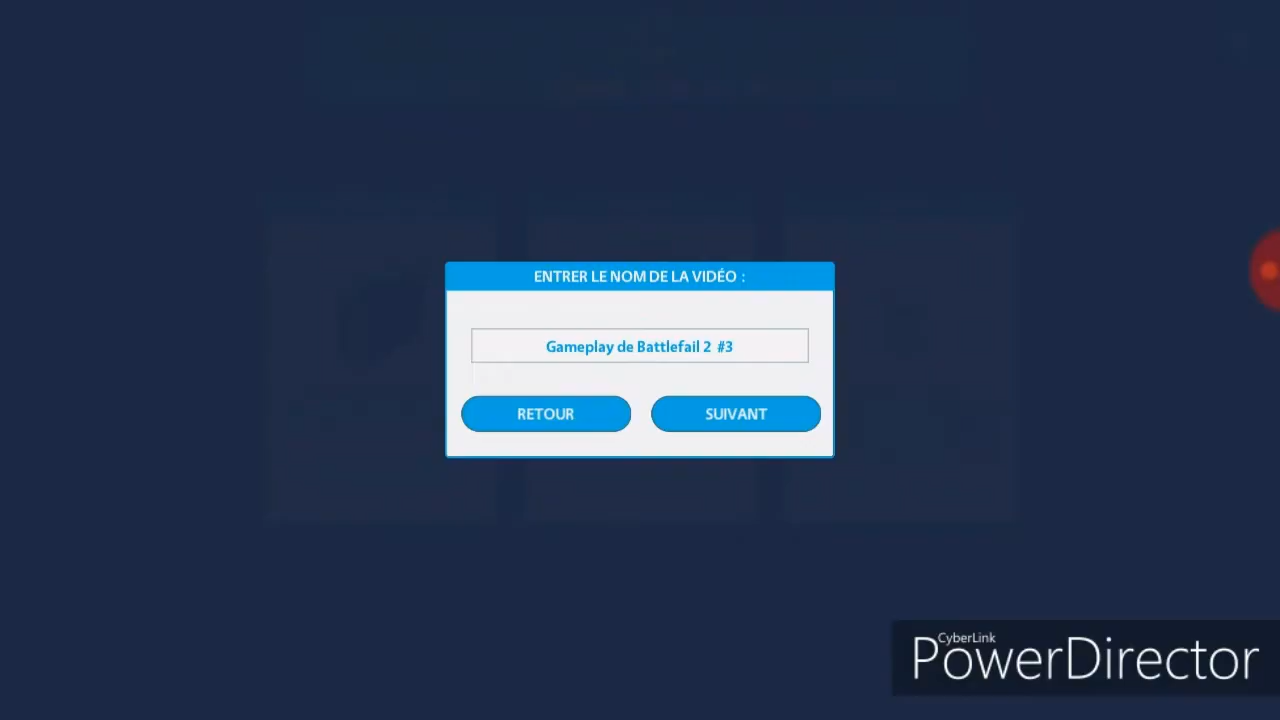 ENTRER LE NOM DE LA VIDÉO :
Gameplay de Battlefail 2 #3
RETOUR
SUIVANT
CyberLink
PowerDirector